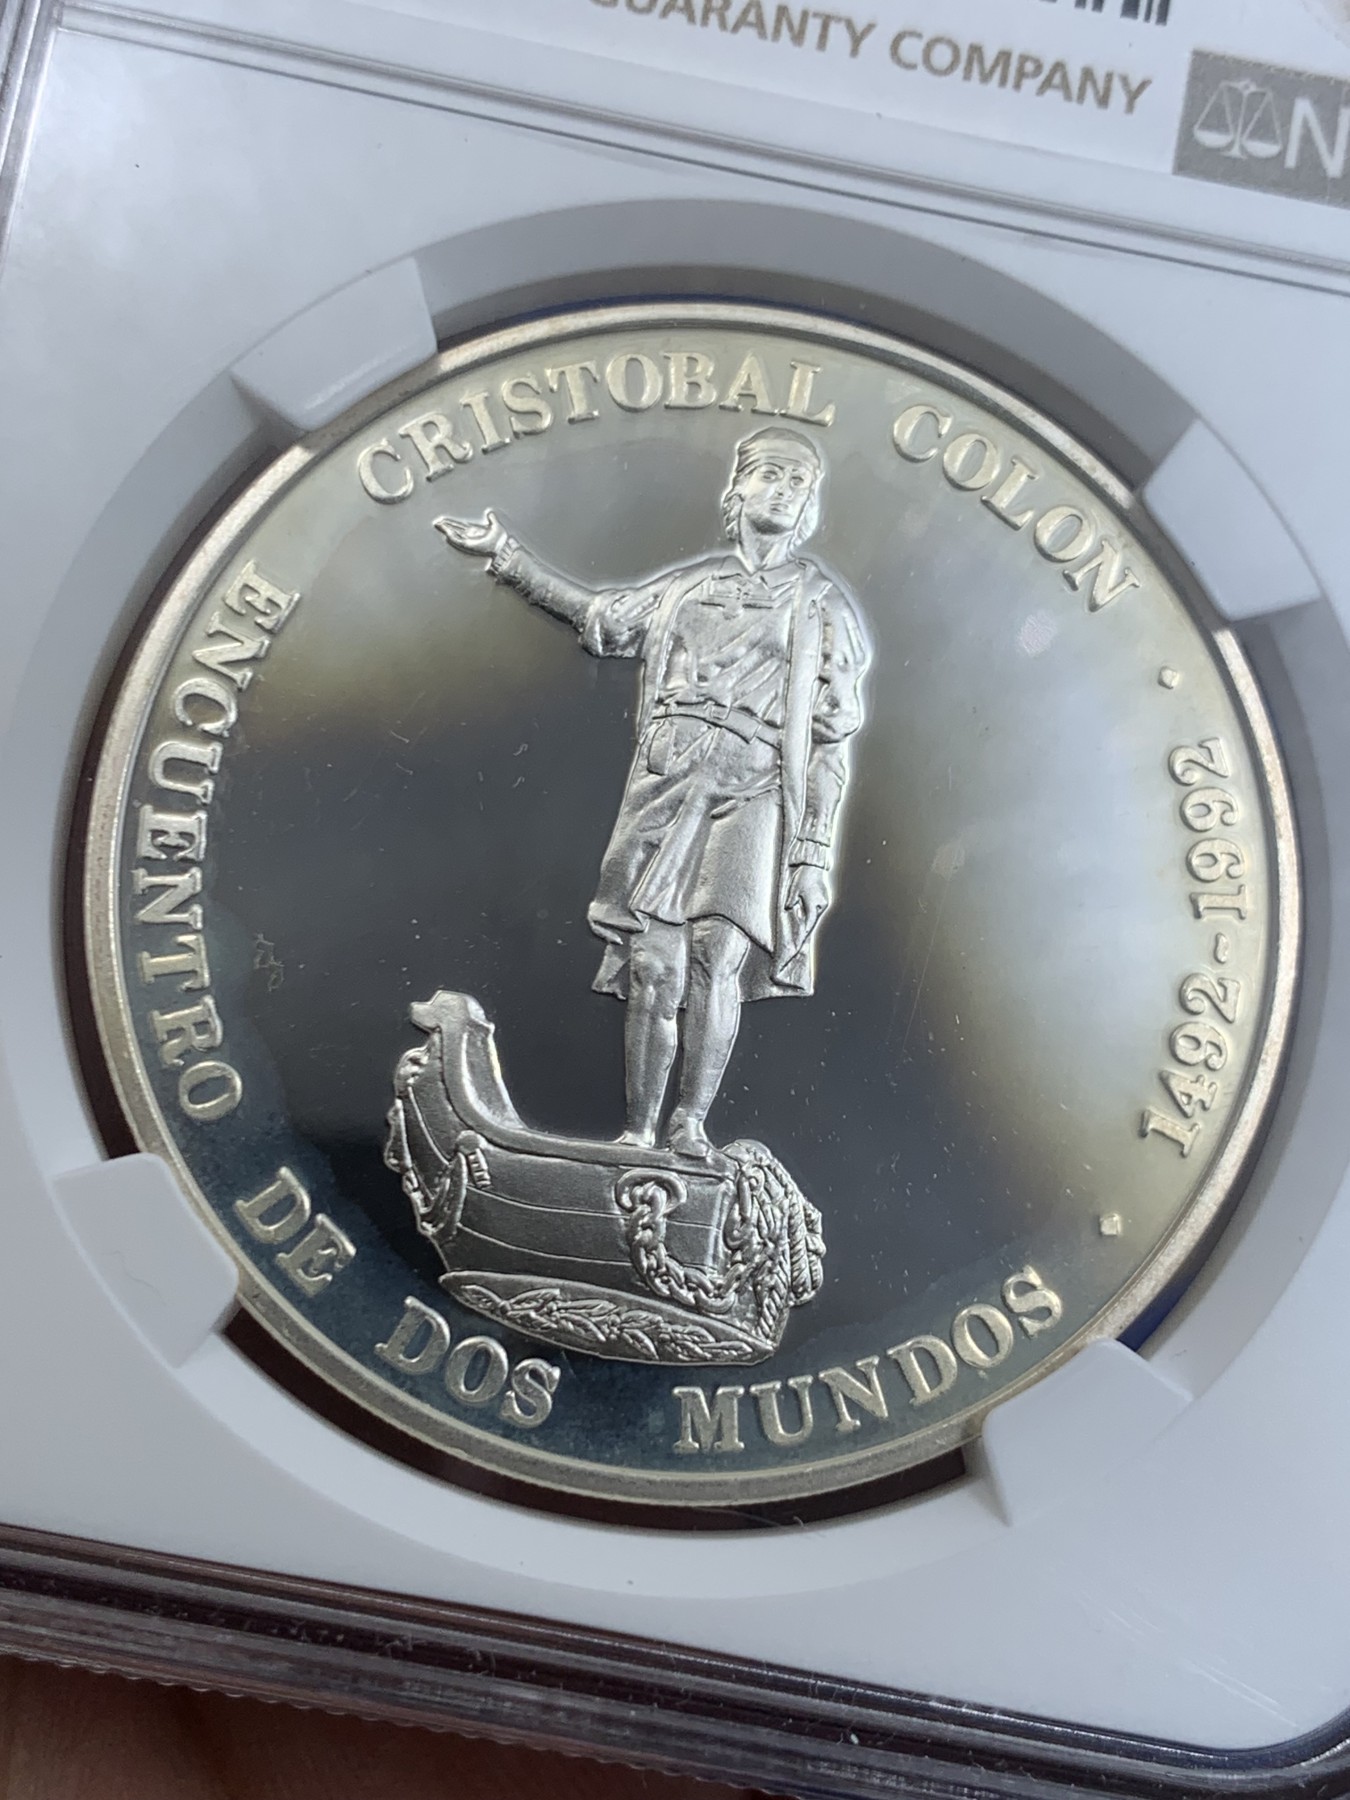 GUARANTY COMPANY
N
CRISTOBAL COLON
ENCUENTRO DE DOS MUNDOS
· 1492-1992 ·